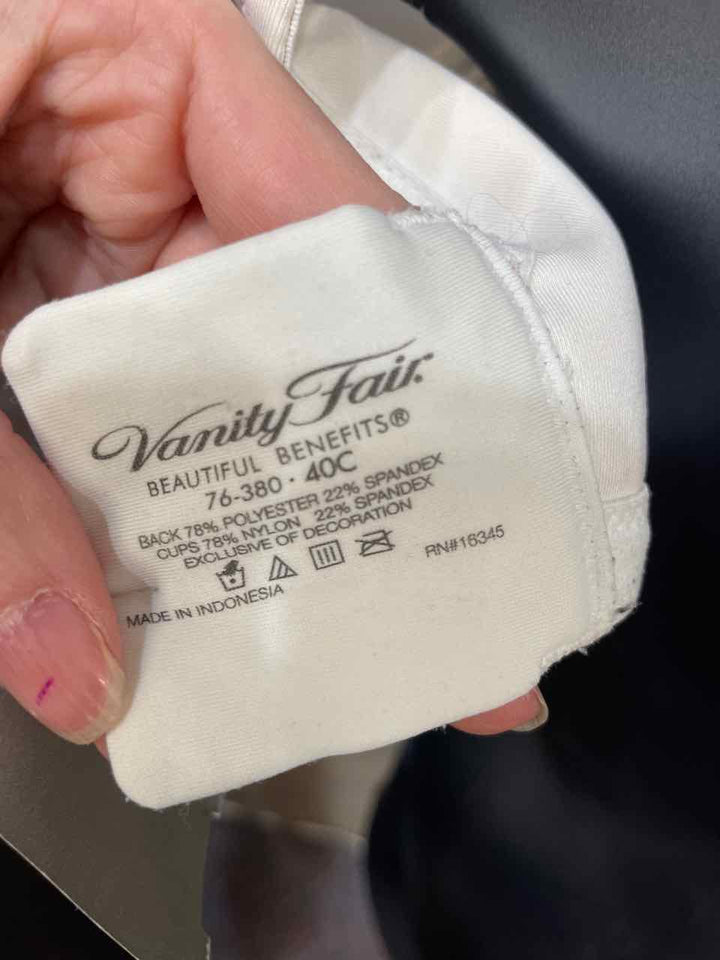 Vanity Fair.
BEAUTIFUL BENEFITS®
76-380 · 40C
BACK 78% POLYESTER 22% SPANDEX
CUPS 78% NYLON 22% SPANDEX
EXCLUSIVE OF DECORATION
RN#16345
MADE IN INDONESIA